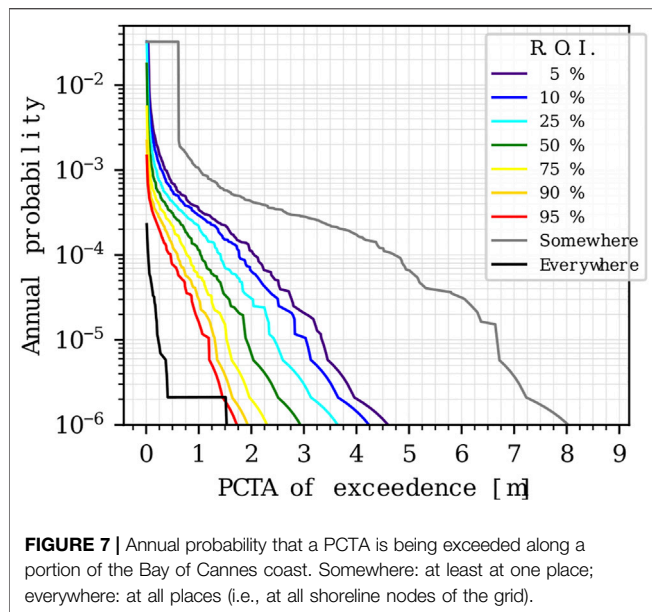 R.O.I.
5 %
10 %
25 %
50 %
75 %
90 %
95 %
Somewhere
Everywhere
Annual probability
10⁻²
10⁻³
10⁻⁴
10⁻⁵
10⁻⁶
0 1 2 3 4 5 6 7 8 9
PCTA of exceedence [m]
FIGURE 7 | Annual probability that a PCTA is being exceeded along a
portion of the Bay of Cannes coast. Somewhere: at least at one place;
everywhere: at all places (i.e., at all shoreline nodes of the grid).